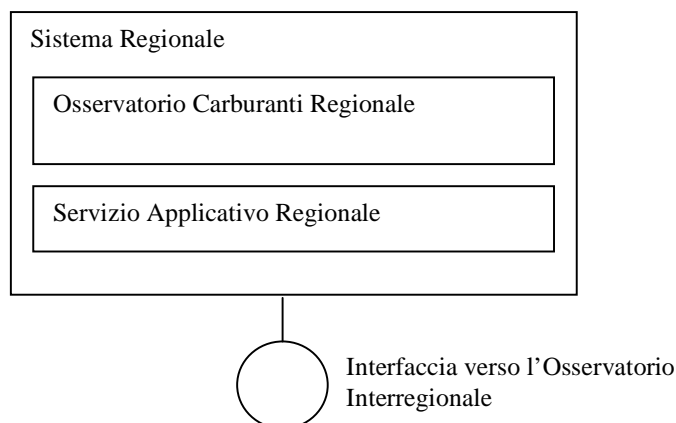 Sistema Regionale
Osservatorio Carburanti Regionale
Servizio Applicativo Regionale
Interfaccia verso l’Osservatorio
Interregionale